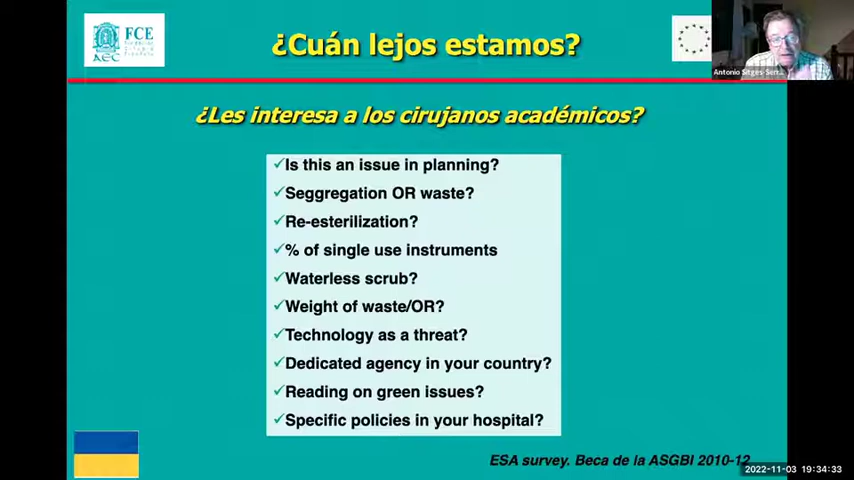 FCE
AEC
¿Cuán lejos estamos?
Antonio Sitges-Serr...
¿Les interesa a los cirujanos académicos?
✓Is this an issue in planning?
✓Seggregation OR waste?
✓Re-esterilization?
✓% of single use instruments
✓Waterless scrub?
✓Weight of waste/OR?
✓Technology as a threat?
✓Dedicated agency in your country?
✓Reading on green issues?
✓Specific policies in your hospital?
ESA survey. Beca de la ASGBI 2010-12
2022-11-03 19:34:33